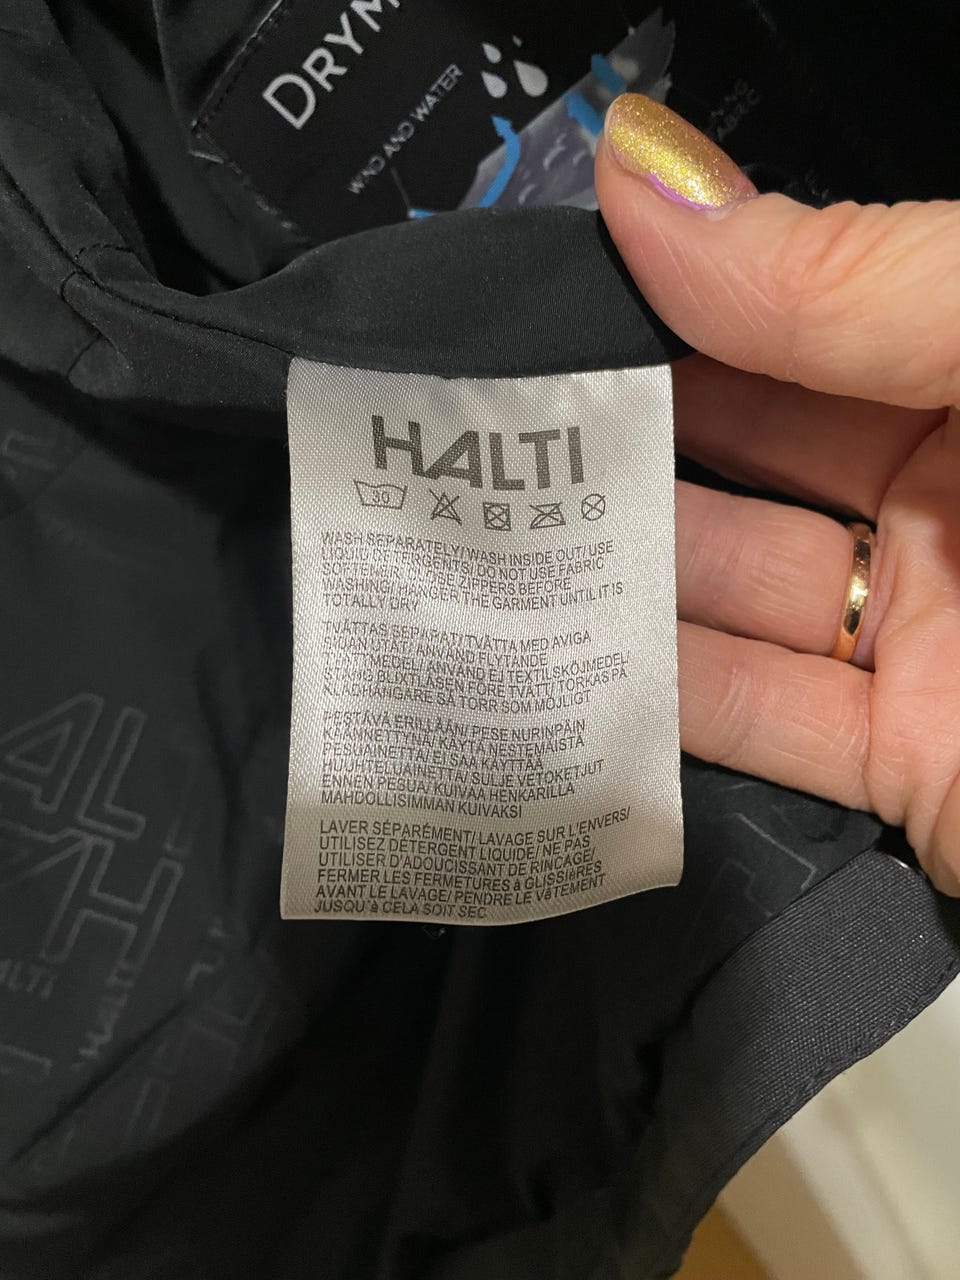 DRYM
WIND AND WATER
HALTI
30
WASH SEPARATELY/ WASH INSIDE OUT/ USE
LIQUID DETERGENTS/ DO NOT USE FABRIC
SOFTENER/ CLOSE ZIPPERS BEFORE
WASHING/ HANGER THE GARMENT UNTIL IT IS
TOTALLY DRY
TVÄTTAS SEPARAT/ TVÄTTA MED AVIGA
SIDAN UTÅT/ ANVÄND FLYTANDE
TVÄTTMEDEL/ ANVÄND EJ TEXTILSKÖJMEDEL/
STÄNG BLIXTLÅSEN FÖRE TVÄTT/ TORKAS PÅ
KLÄDHÄNGARE SÅ TORR SOM MÖJLIGT
PESTÄVÄ ERILLÄÄN/ PESE NURINPÄIN
KÄÄNNETTYNÄ/ KÄYTÄ NESTEMÄISTÄ
PESUAINETTA/ EI SAA KÄYTTÄÄ
HUUHTELUAINETTA/ SULJE VETOKETJUT
ENNEN PESUA/ KUIVAA HENKARILLA
MAHDOLLISIMMAN KUIVAKSI
LAVER SÉPARÉMENT/ LAVAGE SUR L'ENVERS/
UTILISEZ DÉTERGENT LIQUIDE/ NE PAS
UTILISER D'ADOUCISSANT DE RINCAGE/
FERMER LES FERMETURES à GLISSIèRES
AVANT LE LAVAGE/ PENDRE LE VêTEMENT
JUSQU'à CELA SOIT SEC
HALTI